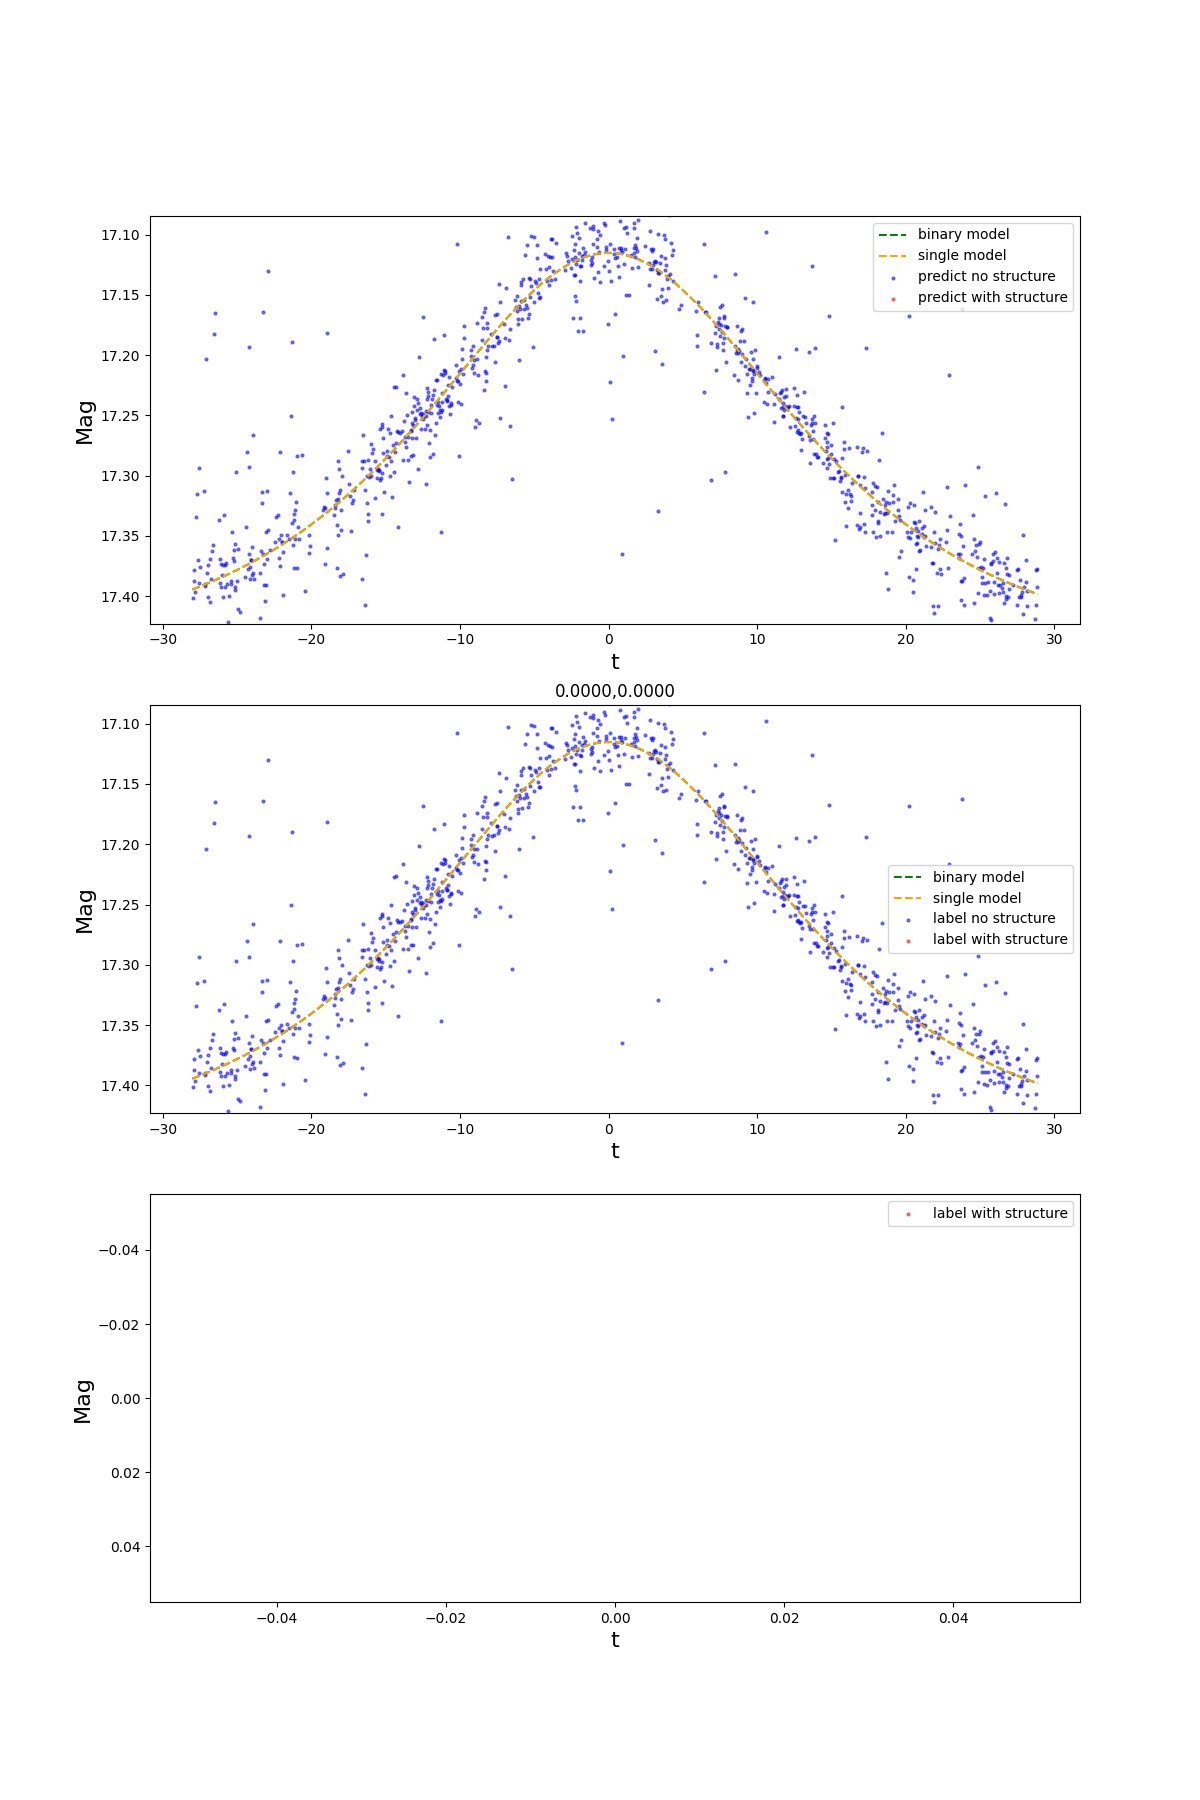 17.10
17.15
17.20
17.25
17.30
17.35
17.40
Mag
binary model
single model
predict no structure
predict with structure
−30 −20 −10 0 10 20 30
t
0.0000,0.0000
17.10
17.15
17.20
17.25
17.30
17.35
17.40
Mag
binary model
single model
label no structure
label with structure
−30 −20 −10 0 10 20 30
t
label with structure
−0.04
−0.02
0.00
0.02
0.04
Mag
−0.04 −0.02 0.00 0.02 0.04
t